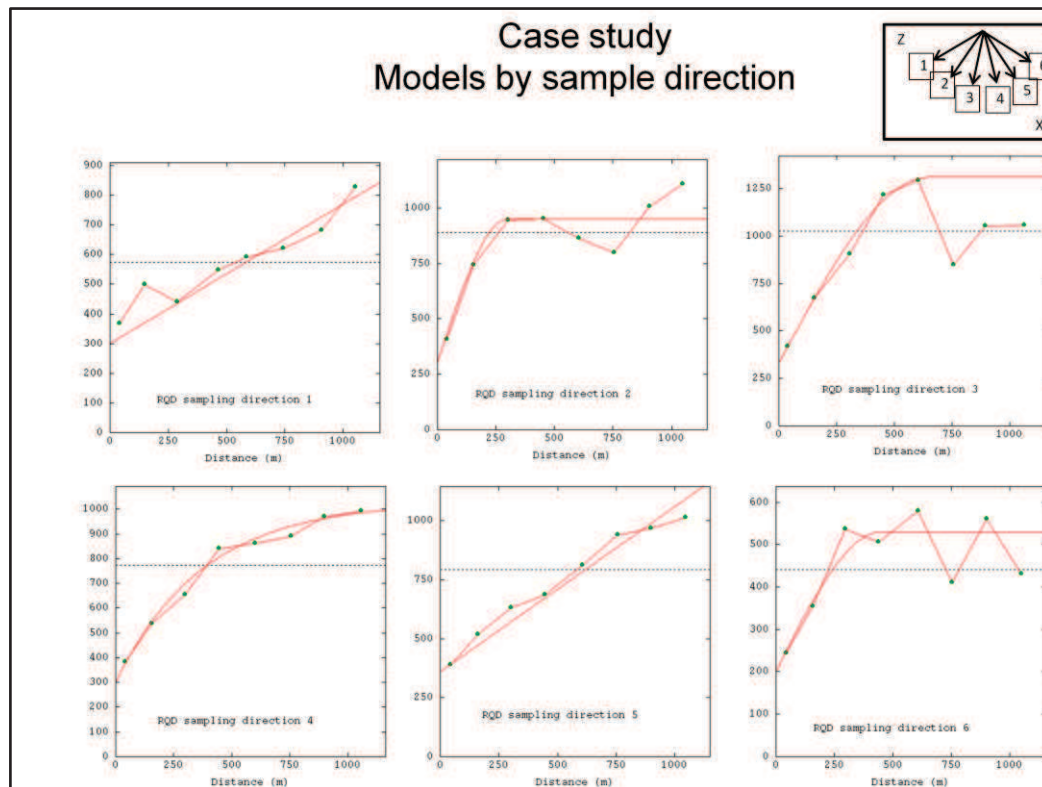 Case study
Models by sample direction
Z
1
2
3
4
5
X
900
800
700
600
500
400
300
200
100
0
0 250 500 750 1000
Distance (m)
RQD sampling direction 1
1000
750
500
250
0
0 250 500 750 1000
Distance (m)
RQD sampling direction 2
1250
1000
750
500
250
0
0 250 500 750 1000
Distance (m)
RQD sampling direction 3
1000
900
800
700
600
500
400
300
200
100
0
0 250 500 750 1000
Distance (m)
RQD sampling direction 4
1000
750
500
250
0
0 250 500 750 1000
Distance (m)
RQD sampling direction 5
600
500
400
300
200
100
0
0 250 500 750 1000
Distance (m)
RQD sampling direction 6